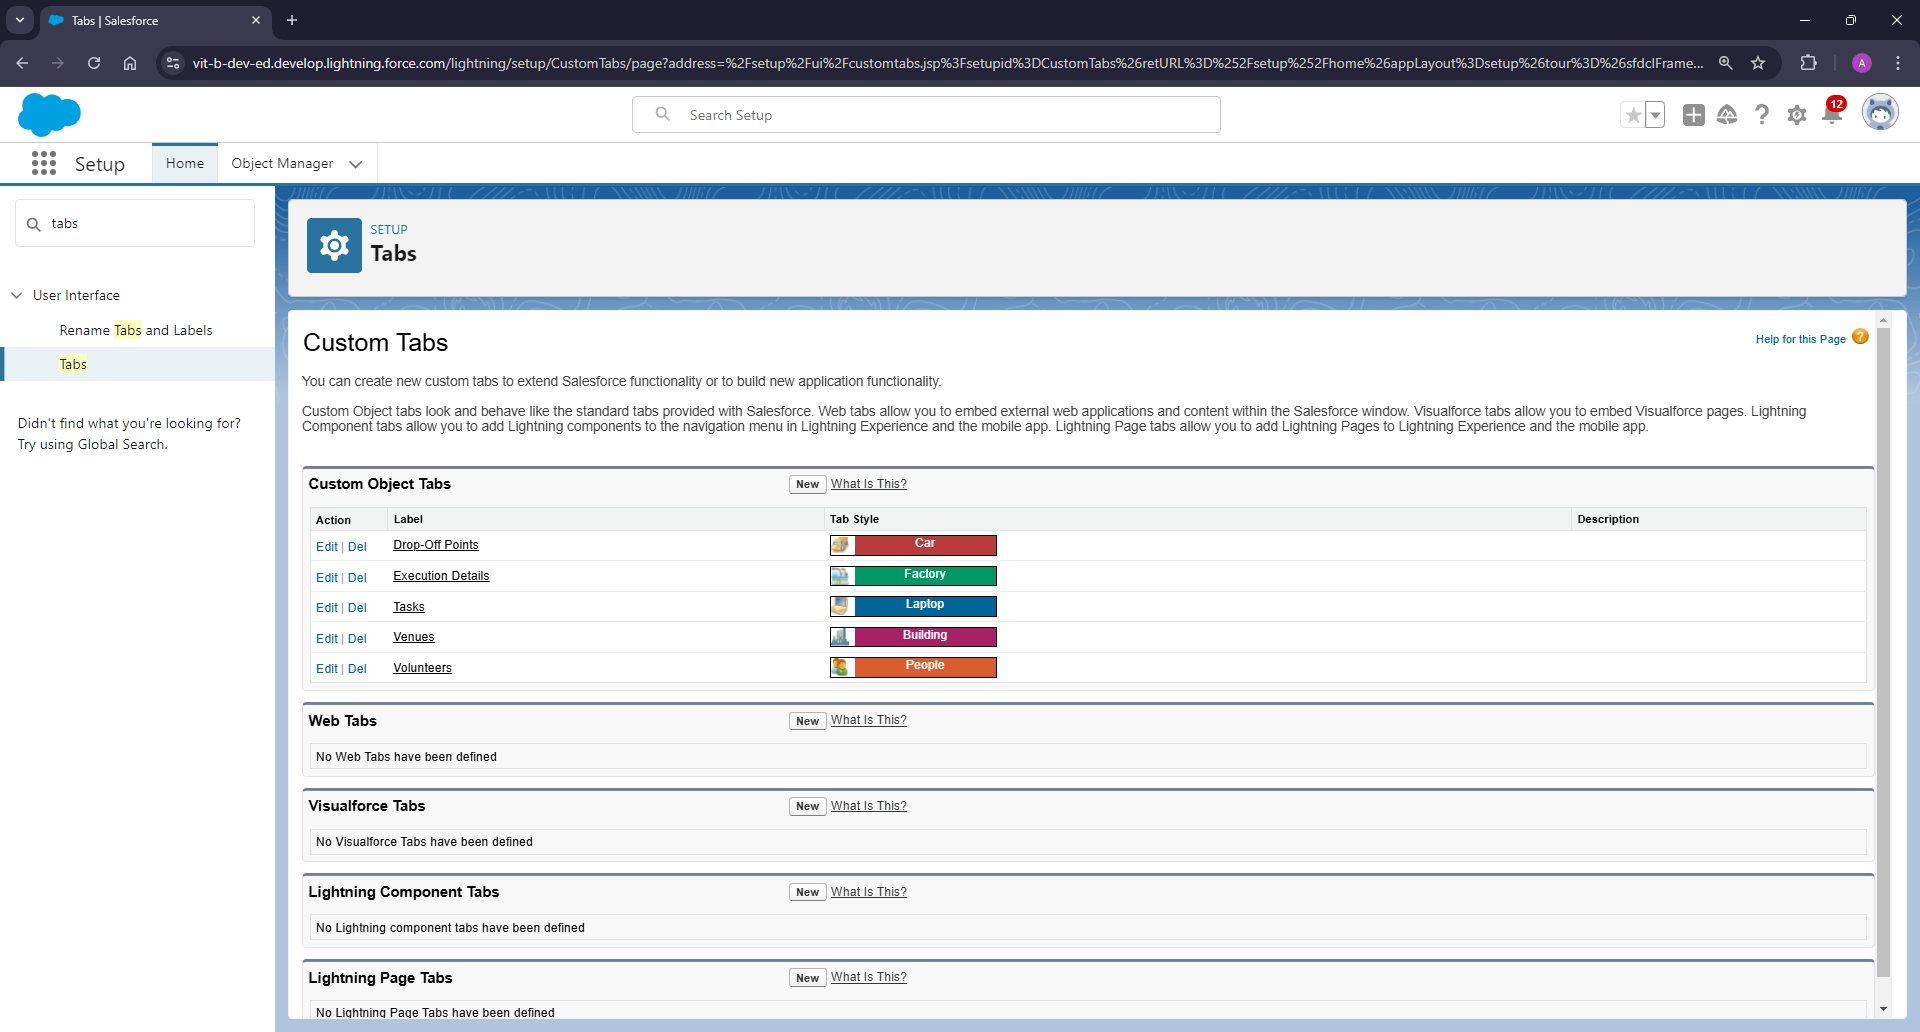 Tabs | Salesforce
vit-b-dev-ed.develop.lightning.force.com/lightning/setup/CustomTabs/page?address=%2Fsetup%2Fui%2Fcustomtabs.jsp%3Fsetupid%3DCustomTabs%26retURL%3D%252Fsetup%252Fhome%26appLayout%3Dsetup%26tour%3D%26sfdcIFrame...
A
Search Setup
12
Setup
Home
Object Manager
tabs
User Interface
Rename Tabs and Labels
Tabs
Didn't find what you're looking for?
Try using Global Search.
SETUP
Tabs
Custom Tabs
Help for this Page ?
You can create new custom tabs to extend Salesforce functionality or to build new application functionality.
Custom Object tabs look and behave like the standard tabs provided with Salesforce. Web tabs allow you to embed external web applications and content within the Salesforce window. Visualforce tabs allow you to embed Visualforce pages. Lightning
Component tabs allow you to add Lightning components to the navigation menu in Lightning Experience and the mobile app. Lightning Page tabs allow you to add Lightning Pages to Lightning Experience and the mobile app.
Custom Object Tabs New What Is This?
Action Label Tab Style Description
Edit | Del Drop-Off Points Car
Edit | Del Execution Details Factory
Edit | Del Tasks Laptop
Edit | Del Venues Building
Edit | Del Volunteers People
Web Tabs New What Is This?
No Web Tabs have been defined
Visualforce Tabs New What Is This?
No Visualforce Tabs have been defined
Lightning Component Tabs New What Is This?
No Lightning component tabs have been defined
Lightning Page Tabs New What Is This?
No Lightning Page Tabs have been defined